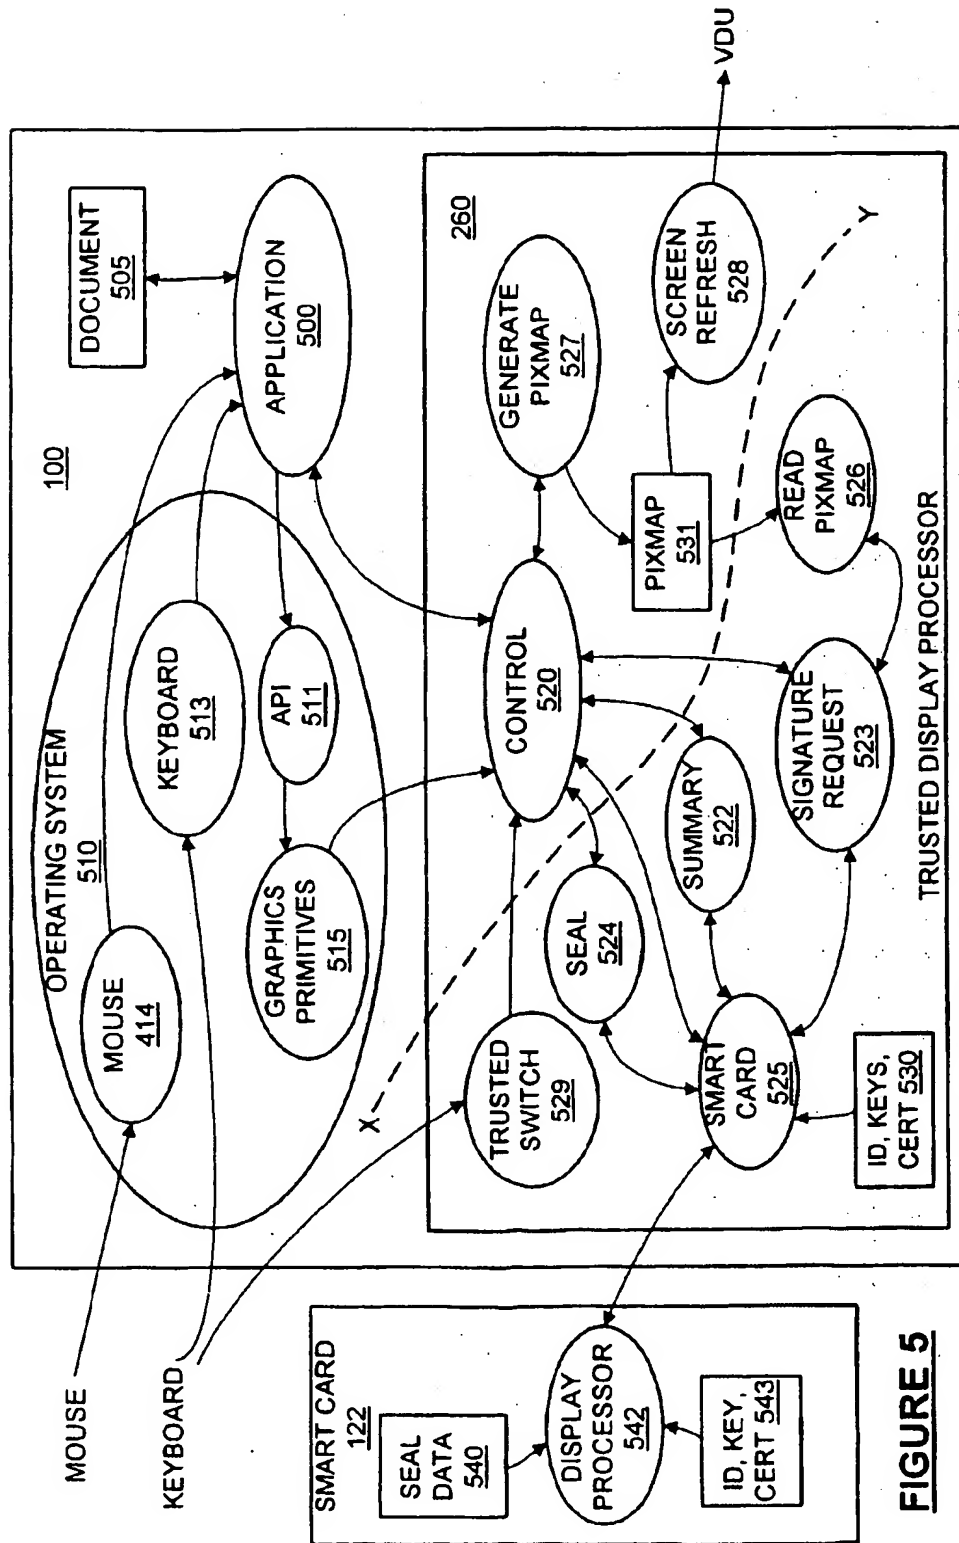 MOUSE
KEYBOARD
100
OPERATING SYSTEM
510
MOUSE
414
KEYBOARD
513
API
511
GRAPHICS
PRIMITIVES
515
DOCUMENT
505
APPLICATION
500
X
260
TRUSTED
SWITCH
529
CONTROL
520
GENERATE
PIXMAP
527
SEAL
524
PIXMAP
531
SCREEN
REFRESH
528
VDU
Y
SUMMARY
522
READ
PIXMAP
526
SMART
CARD
525
SIGNATURE
REQUEST
523
ID, KEYS,
CERT 530
TRUSTED DISPLAY PROCESSOR
SMART CARD
122
SEAL
DATA
540
DISPLAY
PROCESSOR
542
ID, KEY,
CERT 543
FIGURE 5